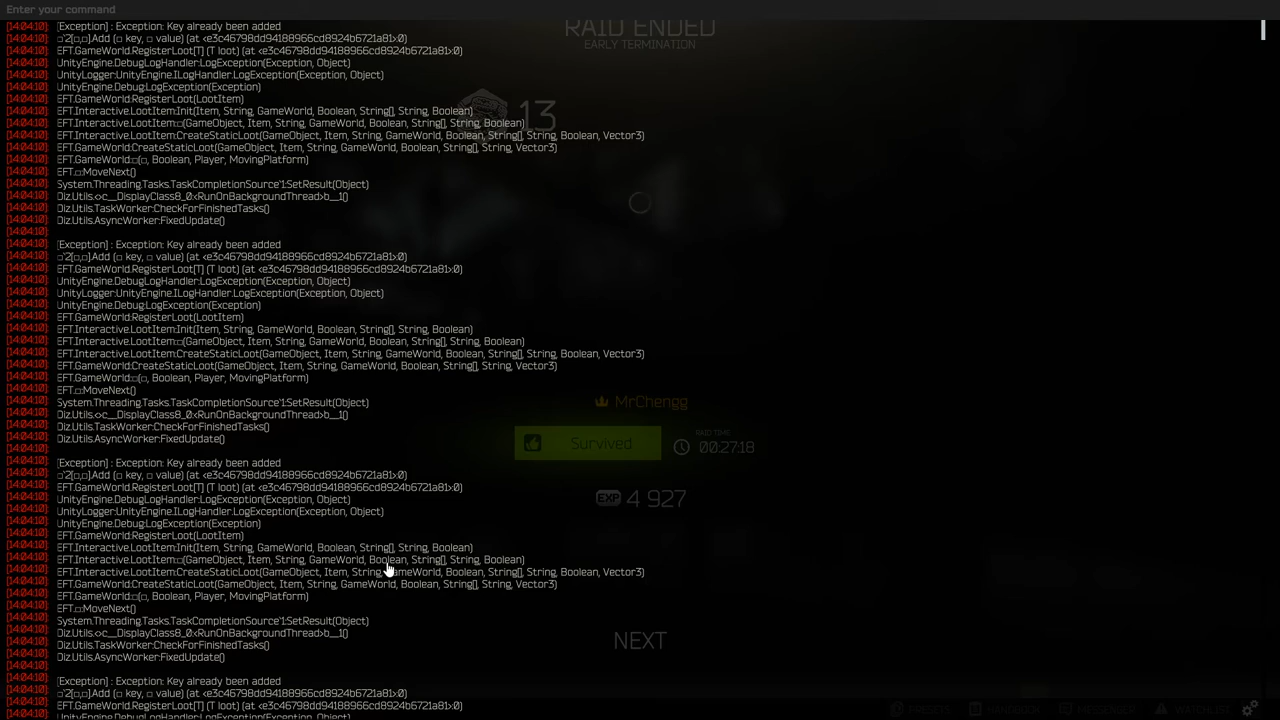 Enter your command
RAID ENDED
EARLY TERMINATION
13
[14:04:10]: [Exception] : Exception: Key already been added
[14:04:10]: □`2[□,□].Add (□ key, □ value) (at <e3c46798dd94188966cd8924b6721a81>:0)
[14:04:10]: EFT.GameWorld.RegisterLoot[T] (T loot) (at <e3c46798dd94188966cd8924b6721a81>:0)
[14:04:10]: UnityEngine.DebugLogHandler:LogException(Exception, Object)
[14:04:10]: UnityLogger:UnityEngine.ILogHandler.LogException(Exception, Object)
[14:04:10]: UnityEngine.Debug:LogException(Exception)
[14:04:10]: EFT.GameWorld:RegisterLoot(LootItem)
[14:04:10]: EFT.Interactive.LootItem:Init(Item, String, GameWorld, Boolean, String[], String, Boolean)
[14:04:10]: EFT.Interactive.LootItem:□(GameObject, Item, String, GameWorld, Boolean, String[], String, Boolean)
[14:04:10]: EFT.Interactive.LootItem:CreateStaticLoot(GameObject, Item, String, GameWorld, Boolean, String[], String, Boolean, Vector3)
[14:04:10]: EFT.GameWorld:CreateStaticLoot(GameObject, Item, String, GameWorld, Boolean, String[], String, Vector3)
[14:04:10]: EFT.GameWorld:□(□, Boolean, Player, MovingPlatform)
[14:04:10]: EFT.□:MoveNext()
[14:04:10]: System.Threading.Tasks.TaskCompletionSource`1:SetResult(Object)
[14:04:10]: Diz.Utils.<>c__DisplayClass8_0:<RunOnBackgroundThread>b__1()
[14:04:10]: Diz.Utils.TaskWorker:CheckForFinishedTasks()
[14:04:10]: Diz.Utils.AsyncWorker:FixedUpdate()
[14:04:10]:
[14:04:10]: [Exception] : Exception: Key already been added
[14:04:10]: □`2[□,□].Add (□ key, □ value) (at <e3c46798dd94188966cd8924b6721a81>:0)
[14:04:10]: EFT.GameWorld.RegisterLoot[T] (T loot) (at <e3c46798dd94188966cd8924b6721a81>:0)
[14:04:10]: UnityEngine.DebugLogHandler:LogException(Exception, Object)
[14:04:10]: UnityLogger:UnityEngine.ILogHandler.LogException(Exception, Object)
[14:04:10]: UnityEngine.Debug:LogException(Exception)
[14:04:10]: EFT.GameWorld:RegisterLoot(LootItem)
[14:04:10]: EFT.Interactive.LootItem:Init(Item, String, GameWorld, Boolean, String[], String, Boolean)
[14:04:10]: EFT.Interactive.LootItem:□(GameObject, Item, String, GameWorld, Boolean, String[], String, Boolean)
[14:04:10]: EFT.Interactive.LootItem:CreateStaticLoot(GameObject, Item, String, GameWorld, Boolean, String[], String, Boolean, Vector3)
[14:04:10]: EFT.GameWorld:CreateStaticLoot(GameObject, Item, String, GameWorld, Boolean, String[], String, Vector3)
[14:04:10]: EFT.GameWorld:□(□, Boolean, Player, MovingPlatform)
[14:04:10]: EFT.□:MoveNext()
[14:04:10]: System.Threading.Tasks.TaskCompletionSource`1:SetResult(Object)
[14:04:10]: Diz.Utils.<>c__DisplayClass8_0:<RunOnBackgroundThread>b__1()
[14:04:10]: Diz.Utils.TaskWorker:CheckForFinishedTasks()
[14:04:10]: Diz.Utils.AsyncWorker:FixedUpdate()
[14:04:10]:
MrChengg
Survived
RAID TIME
00:27:18
[14:04:10]: [Exception] : Exception: Key already been added
[14:04:10]: □`2[□,□].Add (□ key, □ value) (at <e3c46798dd94188966cd8924b6721a81>:0)
[14:04:10]: EFT.GameWorld.RegisterLoot[T] (T loot) (at <e3c46798dd94188966cd8924b6721a81>:0)
[14:04:10]: UnityEngine.DebugLogHandler:LogException(Exception, Object)
EXP 4 927
[14:04:10]: UnityLogger:UnityEngine.ILogHandler.LogException(Exception, Object)
[14:04:10]: UnityEngine.Debug:LogException(Exception)
[14:04:10]: EFT.GameWorld:RegisterLoot(LootItem)
[14:04:10]: EFT.Interactive.LootItem:Init(Item, String, GameWorld, Boolean, String[], String, Boolean)
[14:04:10]: EFT.Interactive.LootItem:□(GameObject, Item, String, GameWorld, Boolean, String[], String, Boolean)
[14:04:10]: EFT.Interactive.LootItem:CreateStaticLoot(GameObject, Item, String, GameWorld, Boolean, String[], String, Boolean, Vector3)
[14:04:10]: EFT.GameWorld:CreateStaticLoot(GameObject, Item, String, GameWorld, Boolean, String[], String, Vector3)
[14:04:10]: EFT.GameWorld:□(□, Boolean, Player, MovingPlatform)
[14:04:10]: EFT.□:MoveNext()
[14:04:10]: System.Threading.Tasks.TaskCompletionSource`1:SetResult(Object)
[14:04:10]: Diz.Utils.<>c__DisplayClass8_0:<RunOnBackgroundThread>b__1()
[14:04:10]: Diz.Utils.TaskWorker:CheckForFinishedTasks()
[14:04:10]: Diz.Utils.AsyncWorker:FixedUpdate()
[14:04:10]:
NEXT
[14:04:10]: [Exception] : Exception: Key already been added
[14:04:10]: □`2[□,□].Add (□ key, □ value) (at <e3c46798dd94188966cd8924b6721a81>:0)
[14:04:10]: EFT.GameWorld.RegisterLoot[T] (T loot) (at <e3c46798dd94188966cd8924b6721a81>:0)
[14:04:10]: UnityEngine.DebugLogHandler:LogException(Exception, Object)
HANDBOOK
MESSENGER
WATCHLIST